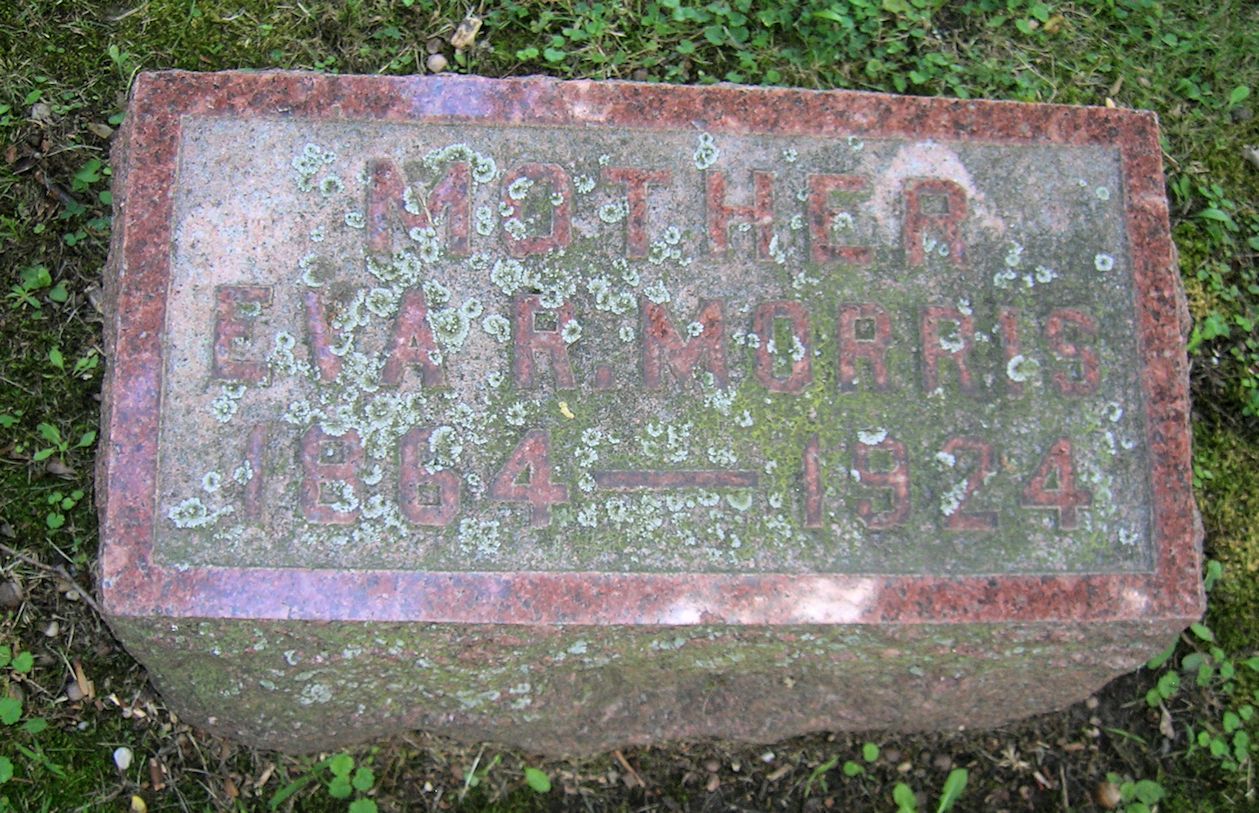 MOTHER
EVA R. MORRIS
1864 — 1924